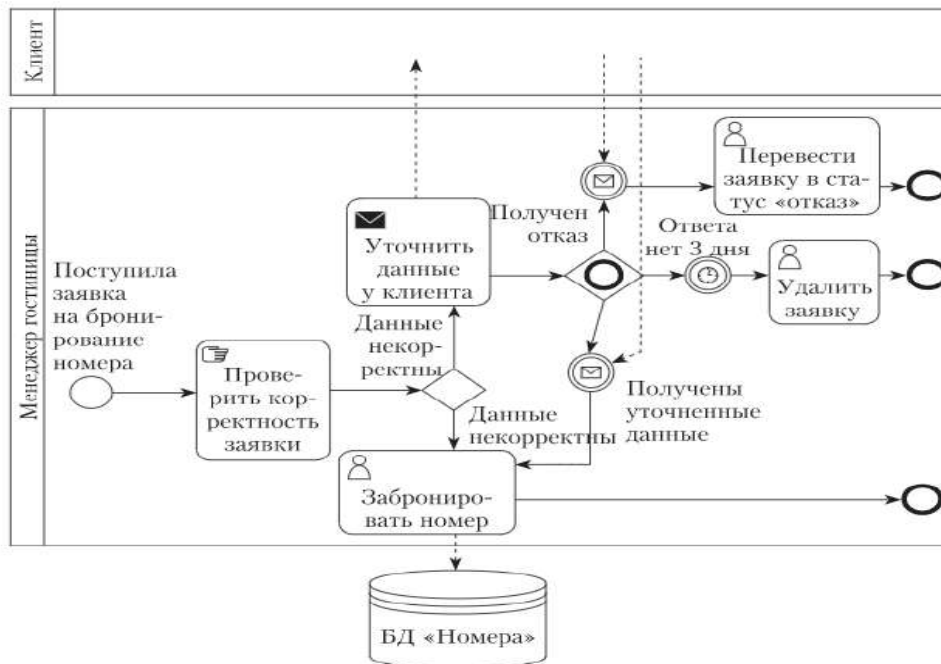 Клиент
Менеджер гостиницы
Поступила
заявка
на брони-
рование
номера
Прове-
рить кор-
ректность
заявки
Данные
некор-
ректны
Уточнить
данные
у клиента
Получен
отказ
Перевести
заявку в ста-
тус «отказ»
Ответа
нет 3 дня
Удалить
заявку
Получены
уточненные
данные
Данные
некорректны
Заброниро-
вать номер
БД «Номера»